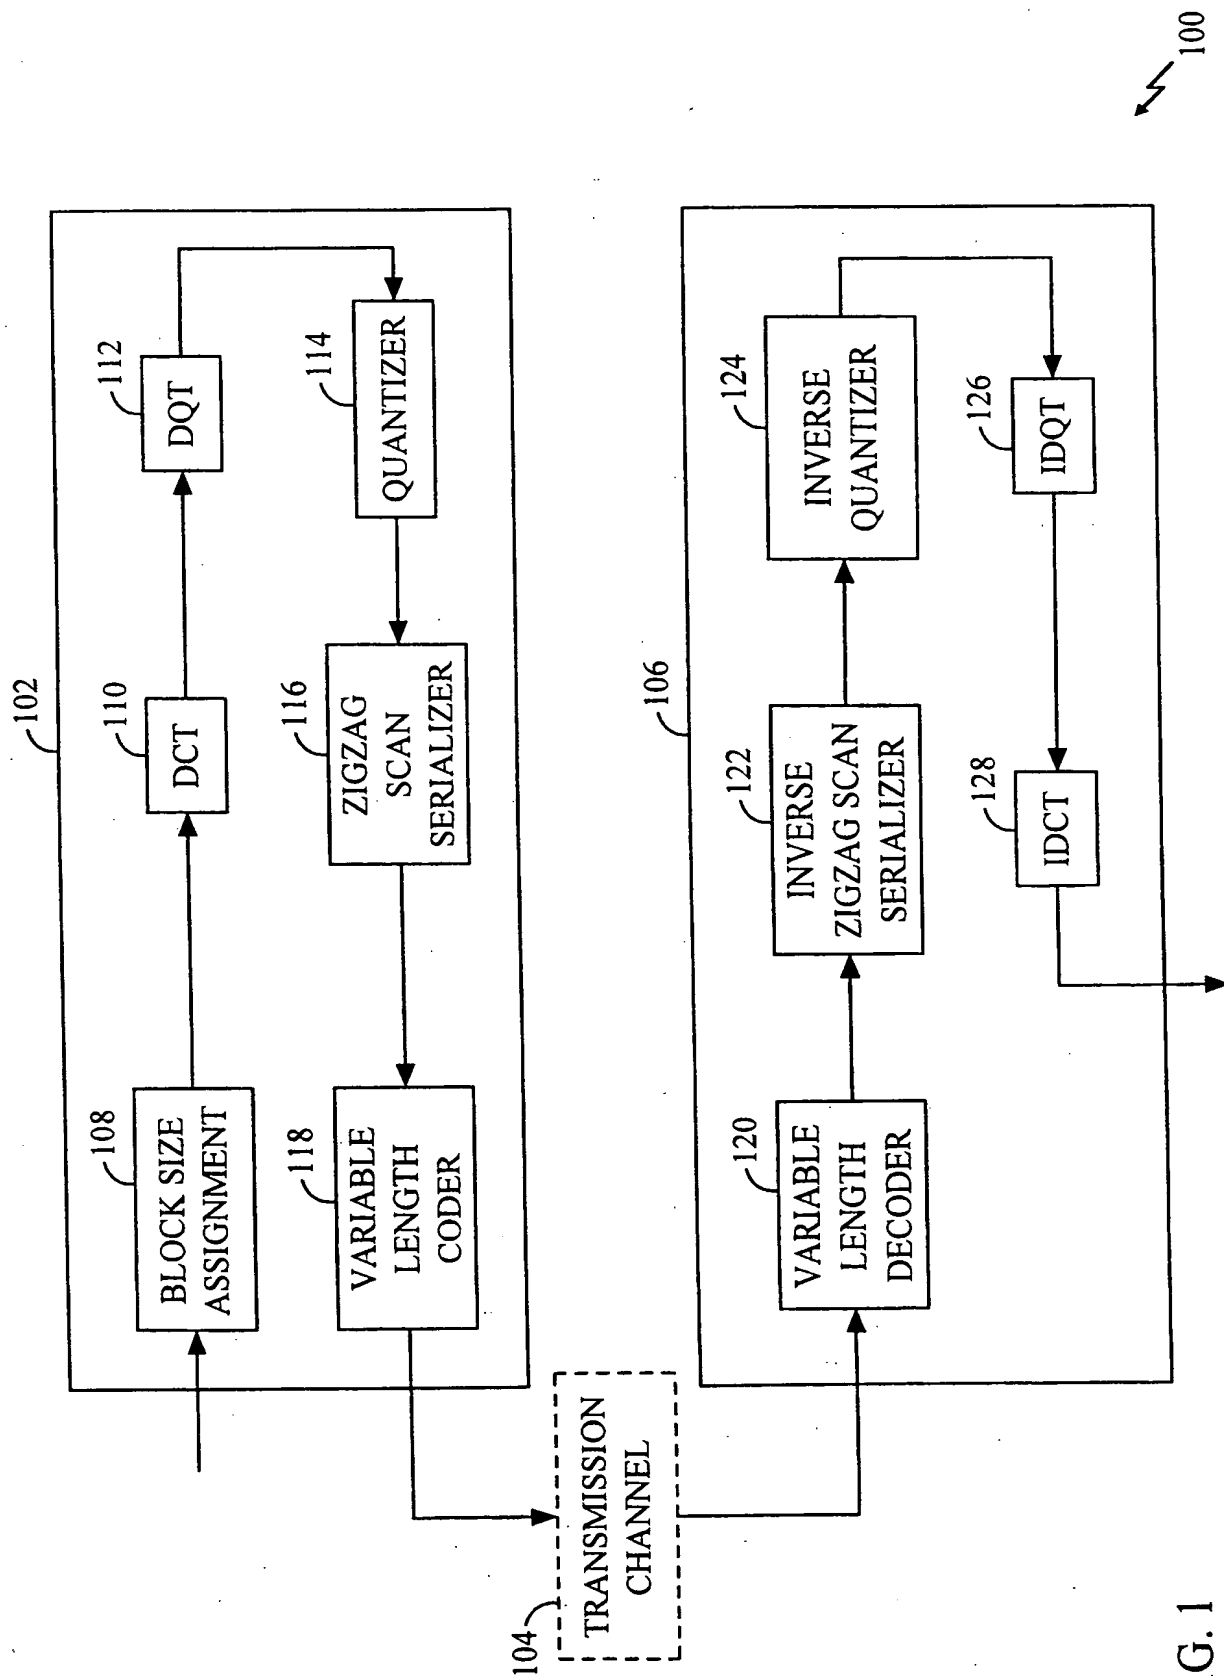 102
108
BLOCK SIZE
ASSIGNMENT
110
DCT
112
DQT
118
VARIABLE
LENGTH
CODER
116
ZIGZAG
SCAN
SERIALIZER
114
QUANTIZER
104
TRANSMISSION
CHANNEL
106
120
VARIABLE
LENGTH
DECODER
122
INVERSE
ZIGZAG SCAN
SERIALIZER
124
INVERSE
QUANTIZER
128
IDCT
126
IDQT
G. 1
100